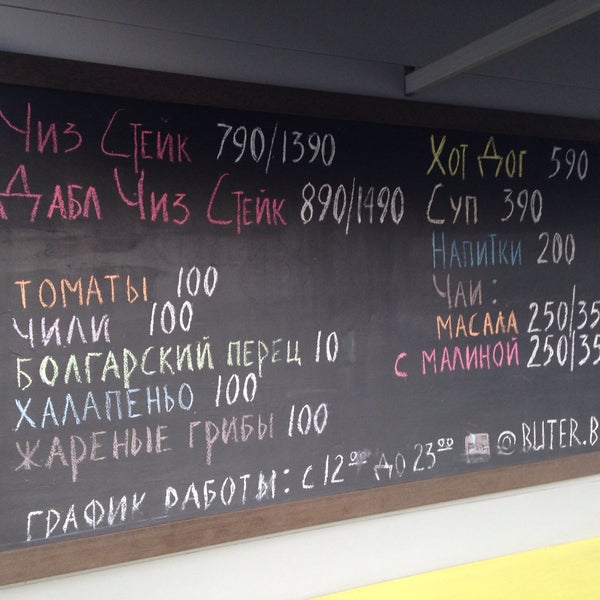 Чиз Стейк 790/1390
Дабл Чиз Стейк 890/1490
Томаты 100
Чили 100
Болгарский перец 10
Халапеньо 100
Жареные грибы 100
Хот Дог 590
Суп 390
Напитки 200
Чаи:
Масала 250/35
С малиной 250/35
График работы: с 12⁰⁰ до 23⁰⁰ @BUTER.B